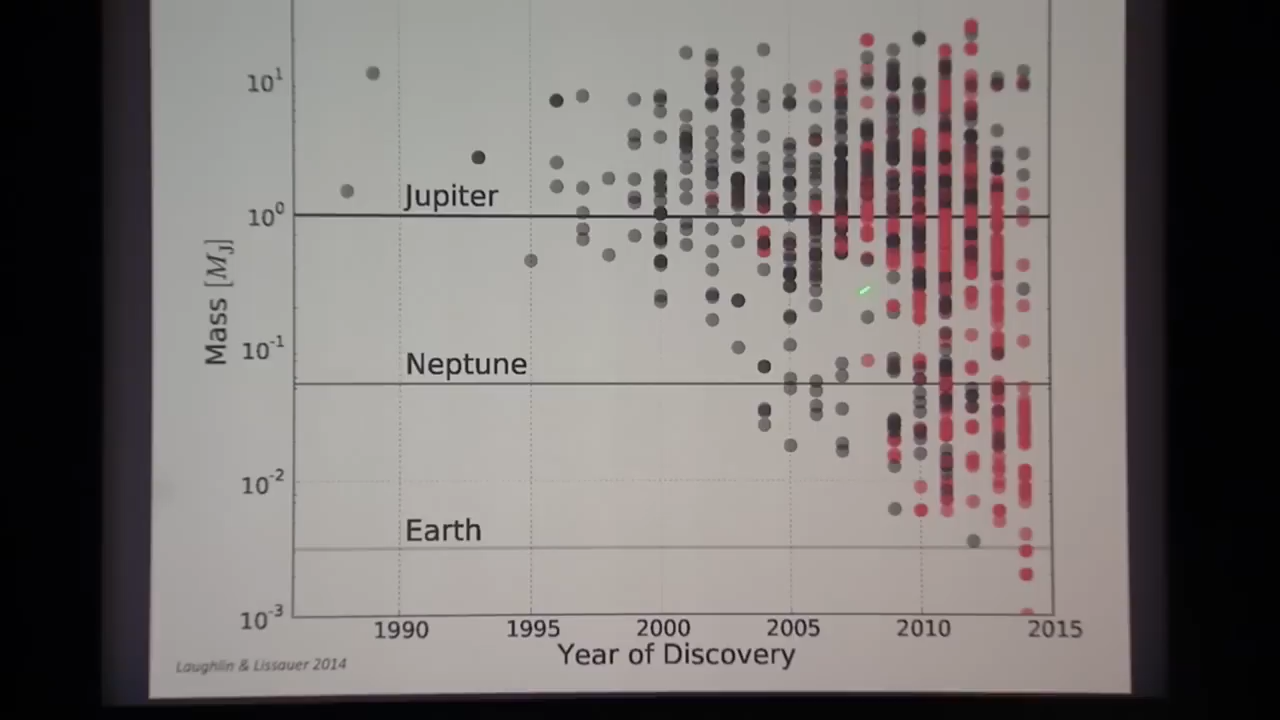 10¹
Jupiter
10⁰
Mass [M_J]
10⁻¹
Neptune
10⁻²
Earth
10⁻³
1990 1995 2000 2005 2010 2015
Year of Discovery
Laughlin & Lissauer 2014